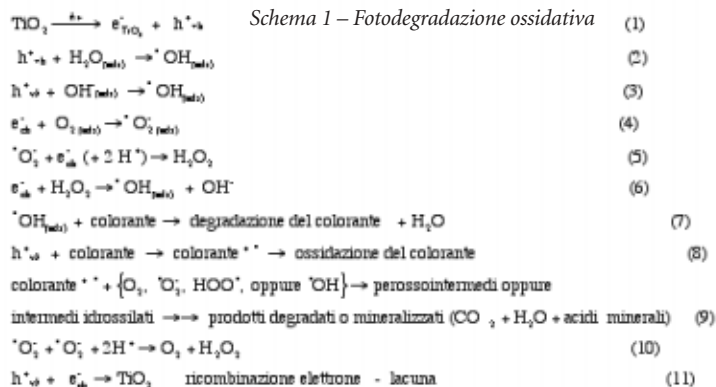 Schema 1 – Fotodegradazione ossidativa
TiO₂ → e⁻TiO₂ + h⁺vb (1)
h⁺vb + H₂O(ads) → •OH(ads) (2)
h⁺vb + OH⁻(ads) → •OH(ads) (3)
e⁻cb + O₂(ads) → •O₂⁻(ads) (4)
•O₂⁻ + e⁻cb (+ 2 H⁺) → H₂O₂ (5)
e⁻cb + H₂O₂ → •OH(ads) + OH⁻ (6)
•OH(ads) + colorante → degradazione del colorante + H₂O (7)
h⁺vb + colorante → colorante •⁺ → ossidazione del colorante (8)
colorante •⁺ + {O₂, •O₂⁻, HOO•, oppure •OH} → perossointermedi oppure
intermedi idrossilati →→ prodotti degradati o mineralizzati (CO₂ + H₂O + acidi minerali) (9)
•O₂⁻ + •O₂⁻ + 2H⁺ → O₂ + H₂O₂ (10)
h⁺vb + e⁻cb → TiO₂ ricombinazione elettrone - lacuna (11)